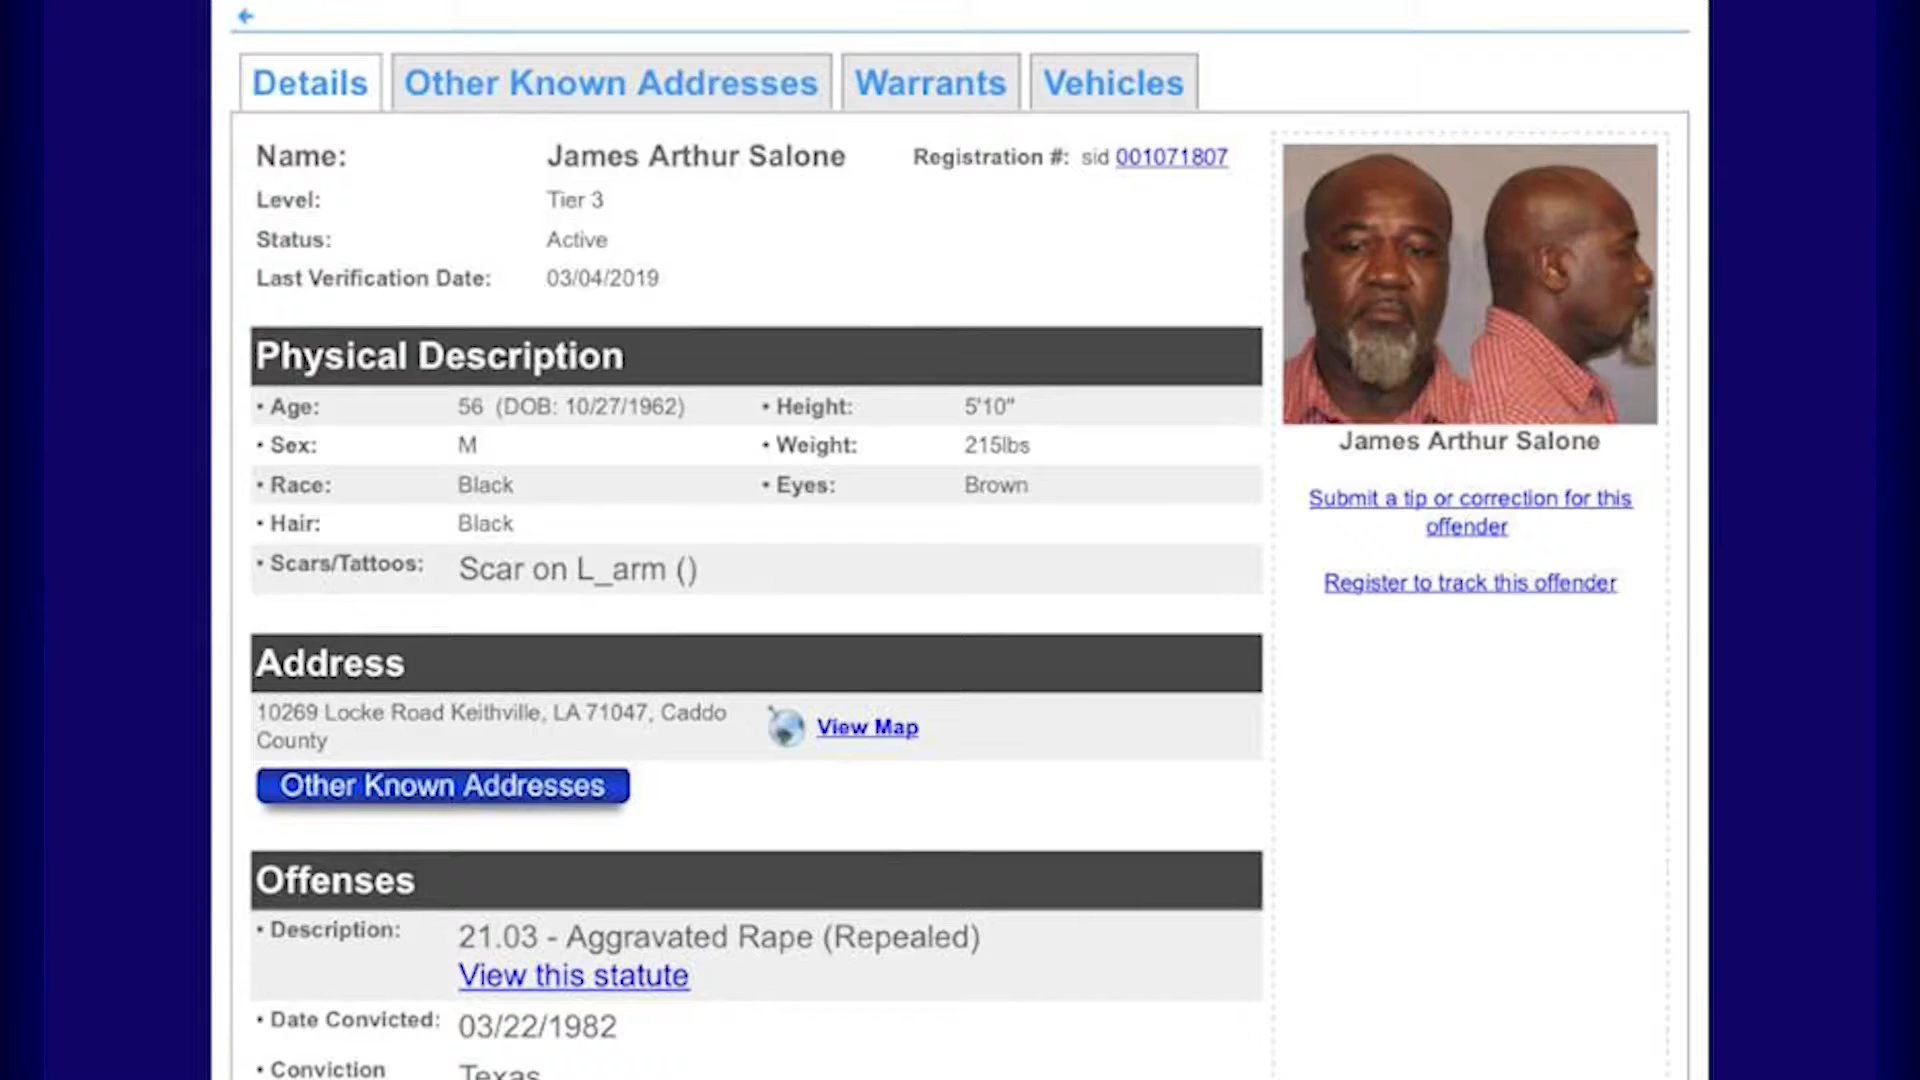 Details
Other Known Addresses
Warrants
Vehicles
Name: James Arthur Salone Registration #: sid 001071807
Level: Tier 3
Status: Active
Last Verification Date: 03/04/2019
Physical Description
• Age: 56 (DOB: 10/27/1962) • Height: 5'10"
• Sex: M • Weight: 215lbs
• Race: Black • Eyes: Brown
• Hair: Black
• Scars/Tattoos: Scar on L_arm ()
Address
10269 Locke Road Keithville, LA 71047, Caddo
County
View Map
Other Known Addresses
Offenses
• Description: 21.03 - Aggravated Rape (Repealed)
View this statute
• Date Convicted: 03/22/1982
• Conviction Texas
James Arthur Salone
Submit a tip or correction for this
offender
Register to track this offender